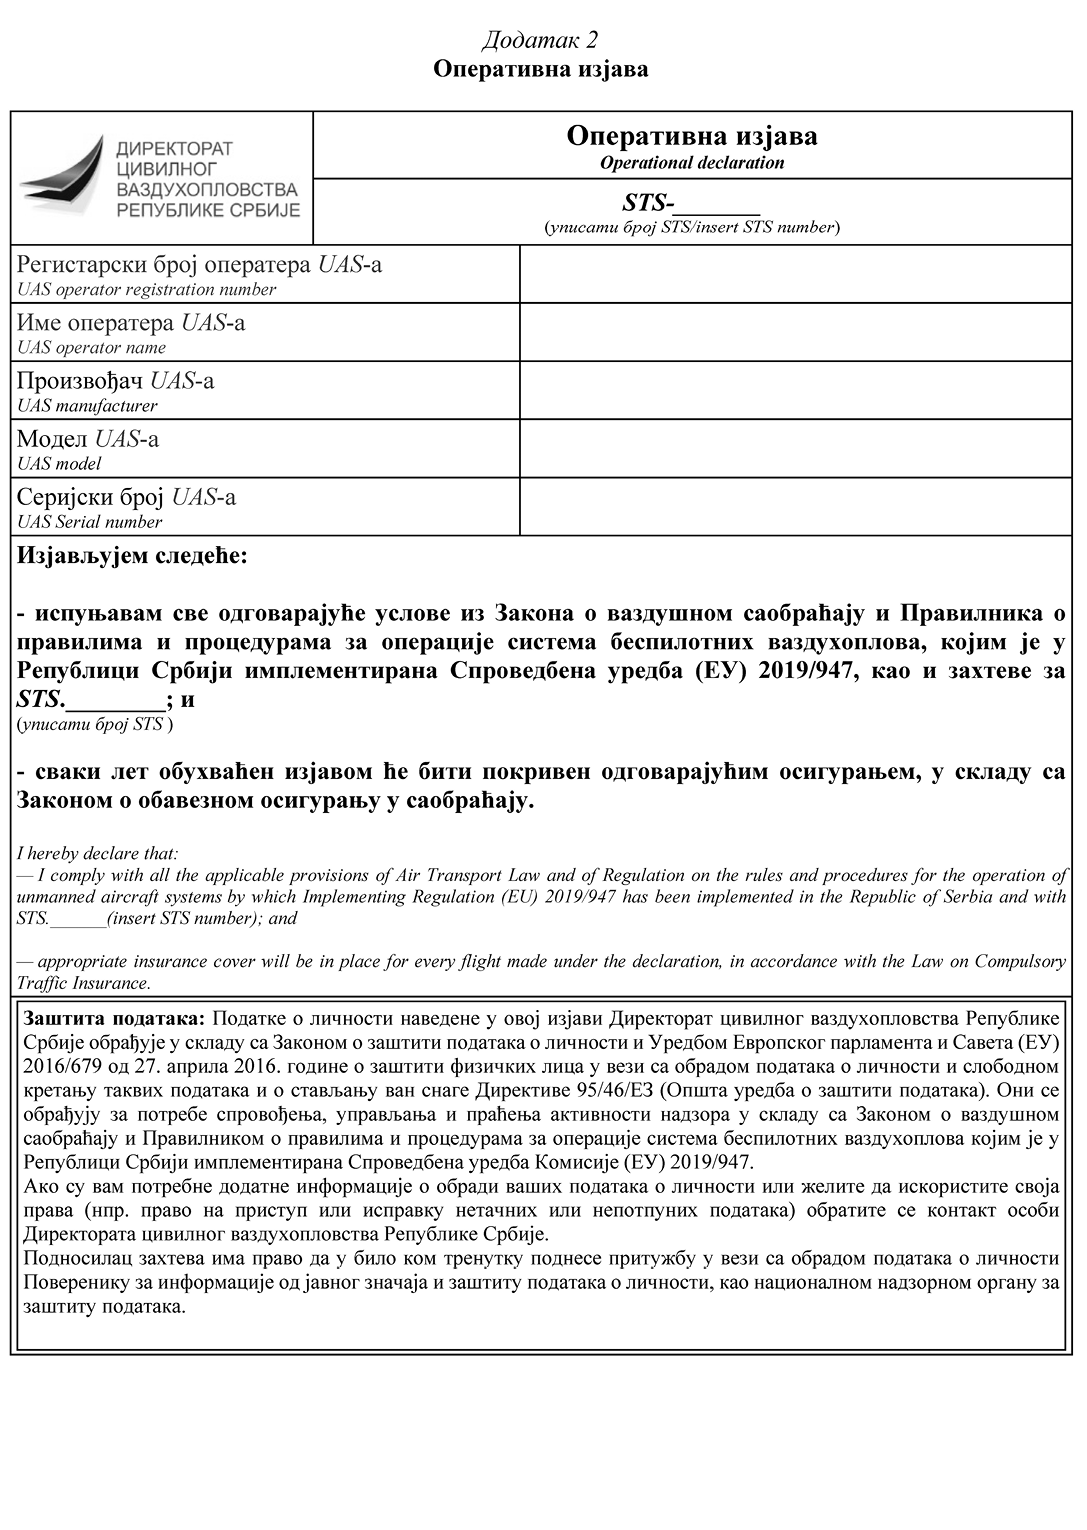 Додатак 2
Оперативна изјава
ДИРЕКТОРАТ
ЦИВИЛНОГ
ВАЗДУХОПЛОВСТВА
РЕПУБЛИКЕ СРБИЈЕ
Оперативна изјава
Operational declaration
STS-_______
(уписати број STS/insert STS number)
Регистарски број оператера UAS-а
UAS operator registration number
Име оператера UAS-а
UAS operator name
Произвођач UAS-а
UAS manufacturer
Модел UAS-а
UAS model
Серијски број UAS-а
UAS Serial number
Изјављујем следеће:
- испуњавам све одговарајуће услове из Закона о ваздушном саобраћају и Правилника о
правилима и процедурама за операције система беспилотних ваздухоплова, којим је у
Републици Србији имплементирана Спроведбена уредба (ЕУ) 2019/947, као и захтеве за
STS.________; и
(уписати број STS )
- сваки лет обухваћен изјавом ће бити покривен одговарајућим осигурањем, у складу са
Законом о обавезном осигурању у саобраћају.
I hereby declare that:
— I comply with all the applicable provisions of Air Transport Law and of Regulation on the rules and procedures for the operation of
unmanned aircraft systems by which Implementing Regulation (EU) 2019/947 has been implemented in the Republic of Serbia and with
STS.______(insert STS number); and
— appropriate insurance cover will be in place for every flight made under the declaration, in accordance with the Law on Compulsory
Traffic Insurance.
Заштита података: Податке о личности наведене у овој изјави Директорат цивилног ваздухопловства Републике
Србије обрађује у складу са Законом о заштити података о личности и Уредбом Европског парламента и Савета (ЕУ)
2016/679 од 27. априла 2016. године о заштити физичких лица у вези са обрадом података о личности и слободном
кретању таквих података и о стављању ван снаге Директиве 95/46/ЕЗ (Општа уредба о заштити података). Они се
обрађују за потребе спровођења, управљања и праћења активности надзора у складу са Законом о ваздушном
саобраћају и Правилником о правилима и процедурама за операције система беспилотних ваздухоплова којим је у
Републици Србији имплементирана Спроведбена уредба Комисије (ЕУ) 2019/947.
Ако су вам потребне додатне информације о обради ваших података о личности или желите да искористите своја
права (нпр. право на приступ или исправку нетачних или непотпуних података) обратите се контакт особи
Директората цивилног ваздухопловства Републике Србије.
Подносилац захтева има право да у било ком тренутку поднесе притужбу у вези са обрадом података о личности
Поверенику за информације од јавног значаја и заштиту података о личности, као националном надзорном органу за
заштиту података.